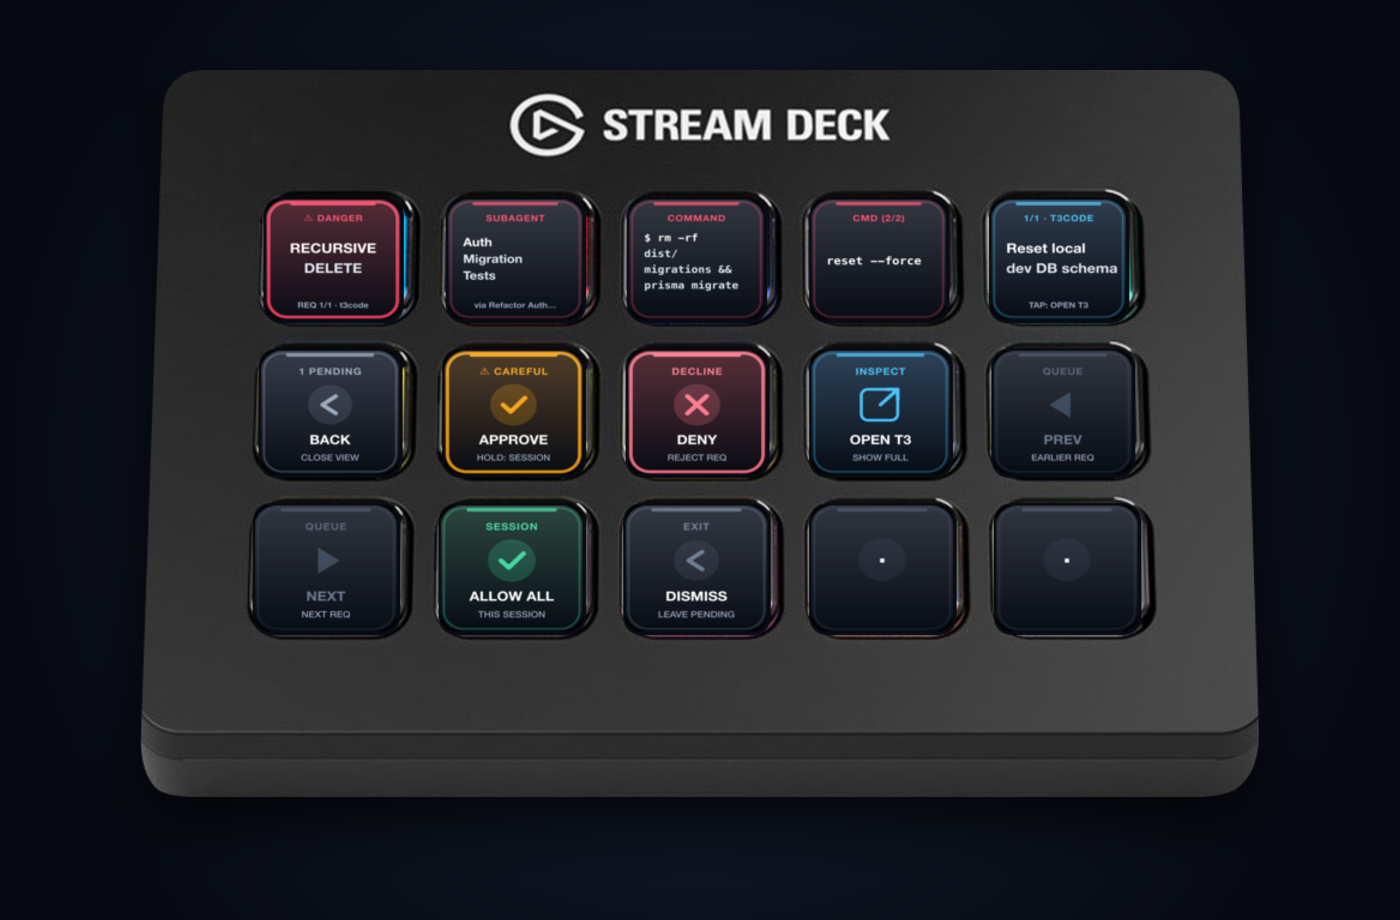 STREAM DECK
⚠ DANGER
RECURSIVE
DELETE
REQ 1/1 · t3code
SUBAGENT
Auth
Migration
Tests
via Refactor Auth...
COMMAND
$ rm -rf
dist/
migrations &&
prisma migrate
CMD (2/2)
reset --force
1/1 · T3CODE
Reset local
dev DB schema
TAP: OPEN T3
1 PENDING
BACK
CLOSE VIEW
⚠ CAREFUL
APPROVE
HOLD: SESSION
DECLINE
DENY
REJECT REQ
INSPECT
OPEN T3
SHOW FULL
QUEUE
PREV
EARLIER REQ
QUEUE
NEXT
NEXT REQ
SESSION
ALLOW ALL
THIS SESSION
EXIT
DISMISS
LEAVE PENDING